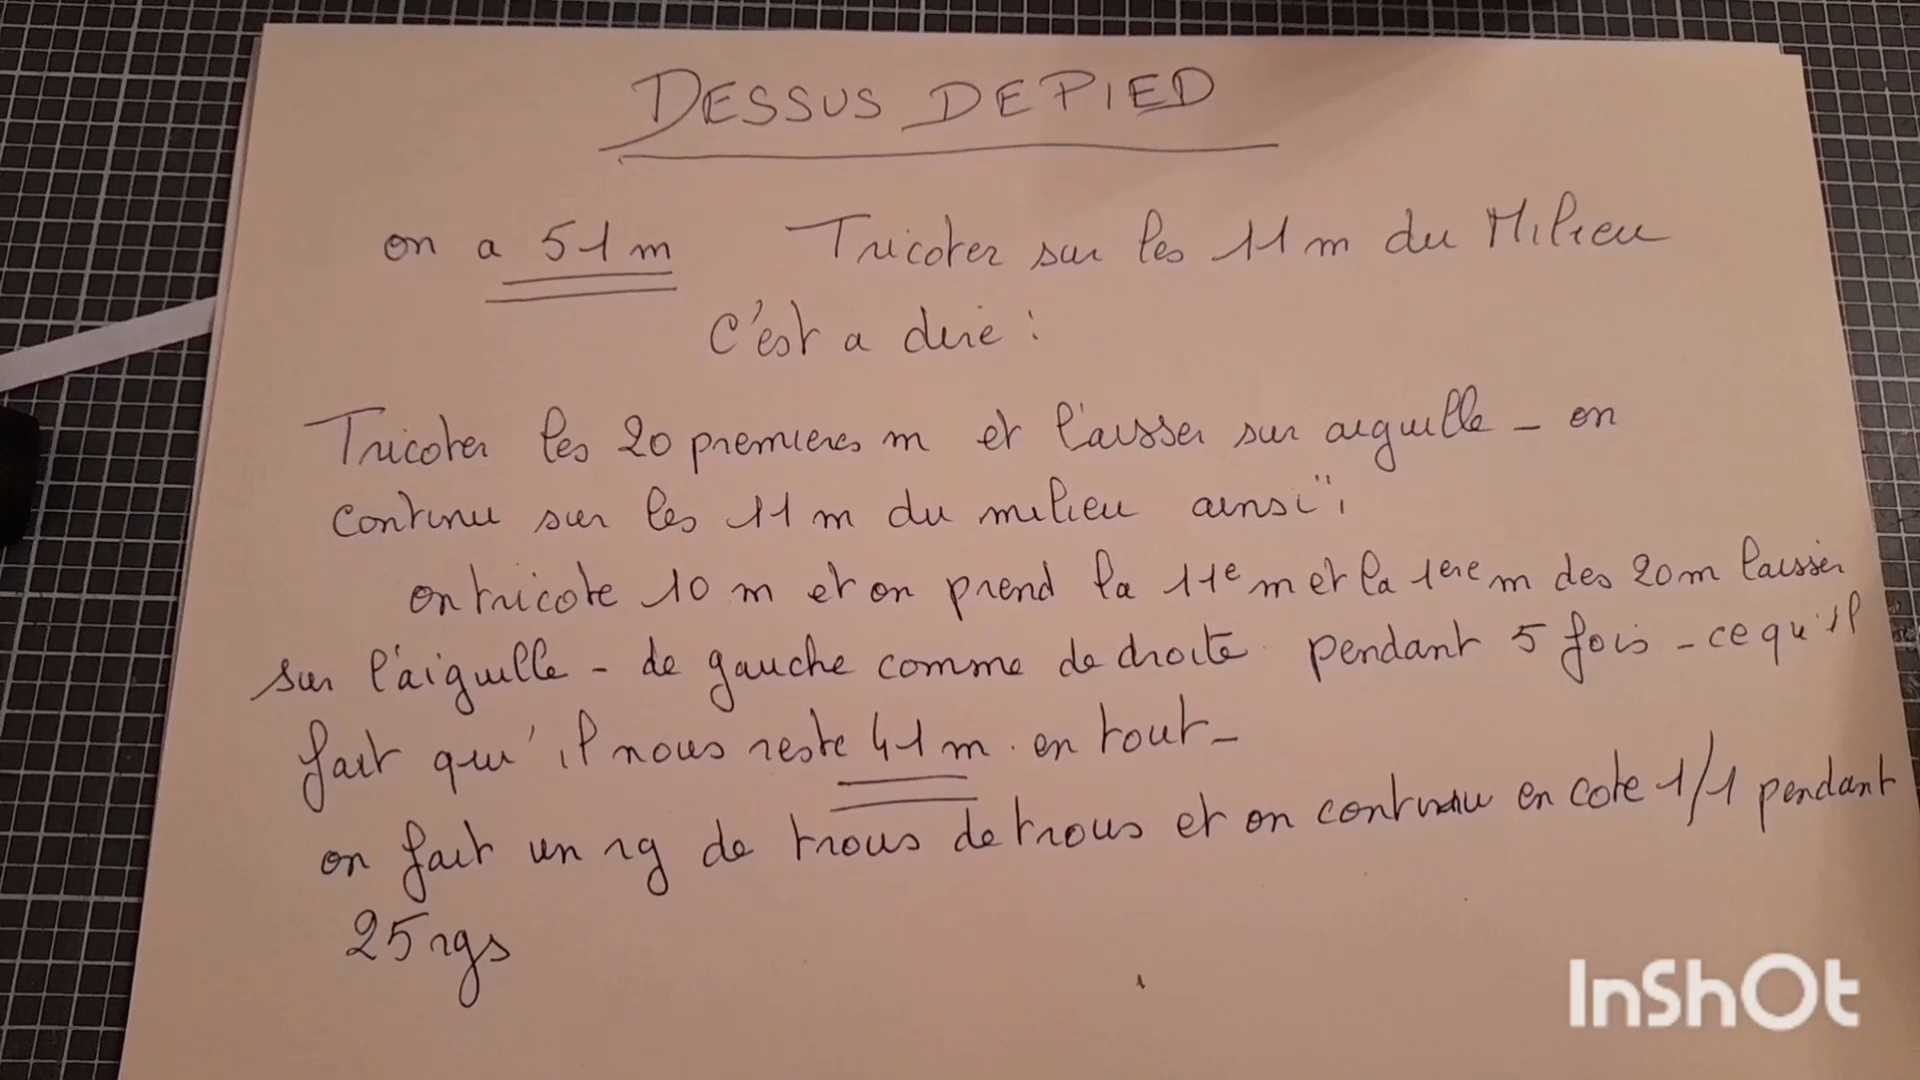 DESSUS DE PIED
on a 51 m Tricoter sur les 11 m du Milieu
C'est a dire :
Tricoter les 20 premieres m et laisser sur aiguille - on
continu sur les 11 m du milieu ainsi :
on tricote 10 m et on prend la 11e m et la 1ere m des 20 m laisser
sur l'aiguille - de gauche comme de droite pendant 5 fois - ce qu'il
fait qu'il nous reste 41 m . en tout -
on fait un rg de trous de trous et on continu en cote 1/1 pendant
25 rgs
InShOt